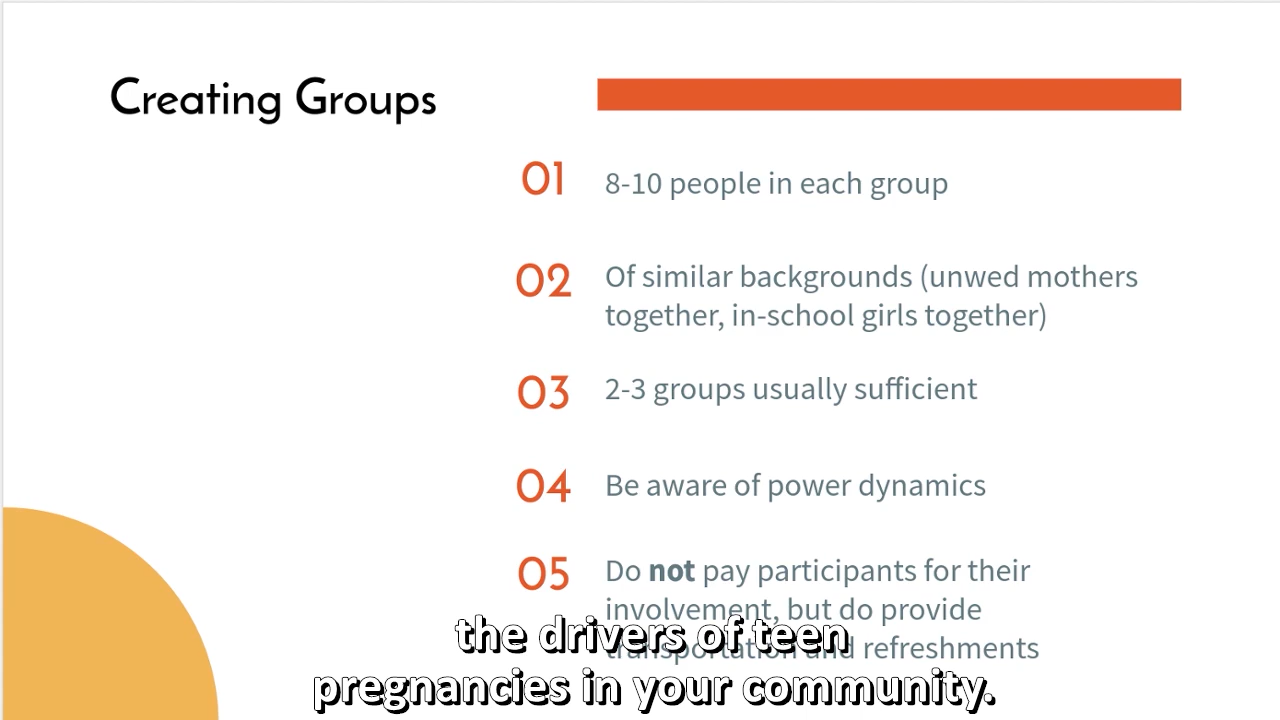 Creating Groups
01 8-10 people in each group
02 Of similar backgrounds (unwed mothers
together, in-school girls together)
03 2-3 groups usually sufficient
04 Be aware of power dynamics
05 Do not pay participants for their
involvement, but do provide
transportation and refreshments
the drivers of teen
pregnancies in your community.